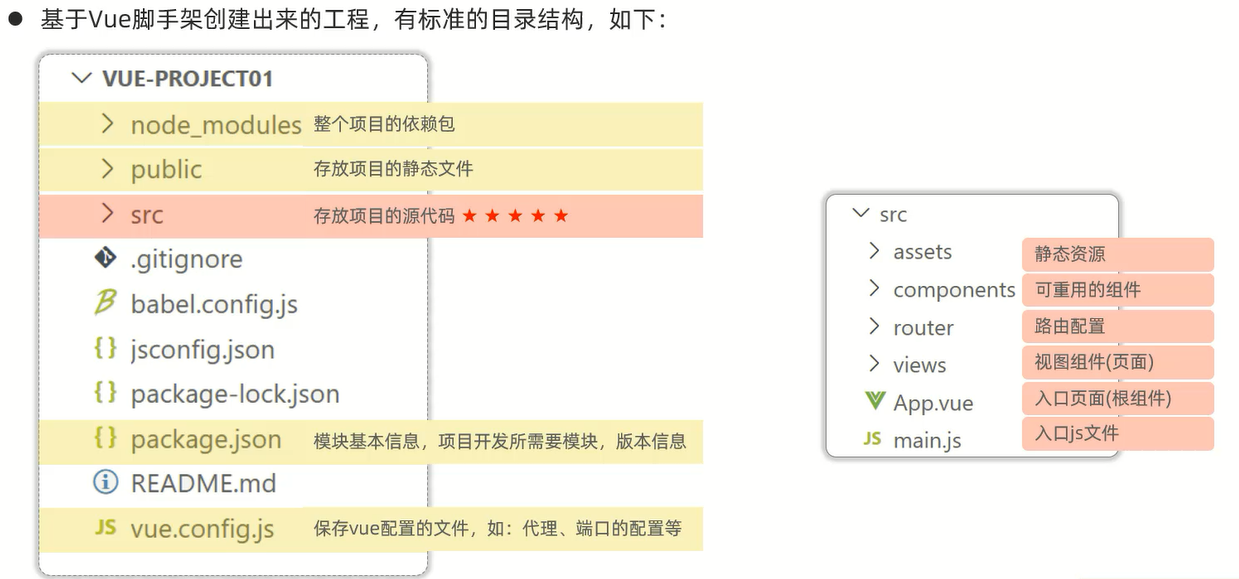 ● 基于Vue脚手架创建出来的工程，有标准的目录结构，如下：
VUE-PROJECT01
node_modules 整个项目的依赖包
public 存放项目的静态文件
src 存放项目的源代码 ★ ★ ★ ★ ★
.gitignore
babel.config.js
{} jsconfig.json
{} package-lock.json
{} package.json 模块基本信息，项目开发所需要模块，版本信息
README.md
JS vue.config.js 保存vue配置的文件，如：代理、端口的配置等
src
assets 静态资源
components 可重用的组件
router 路由配置
views 视图组件(页面)
App.vue 入口页面(根组件)
JS main.js 入口js文件